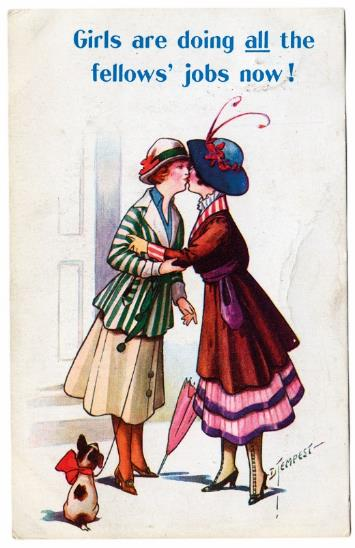 Girls are doing all the
fellows' jobs now!
D. TEMPEST